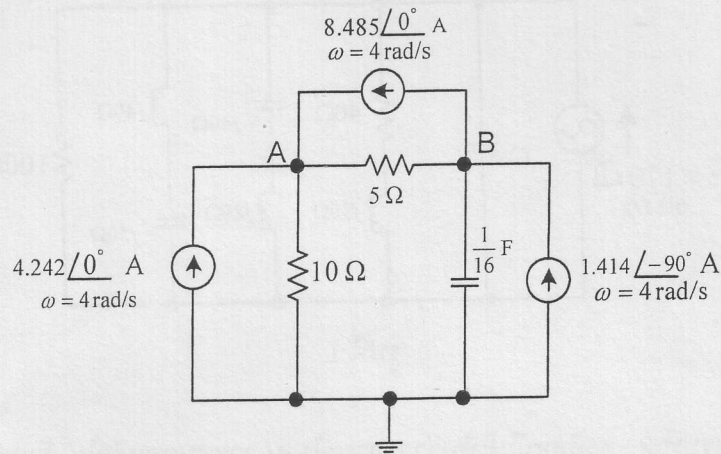 8.485∠0° A
ω = 4 rad/s
A
B
5 Ω
4.242∠0° A
ω = 4 rad/s
10 Ω
1/16 F
1.414∠−90° A
ω = 4 rad/s